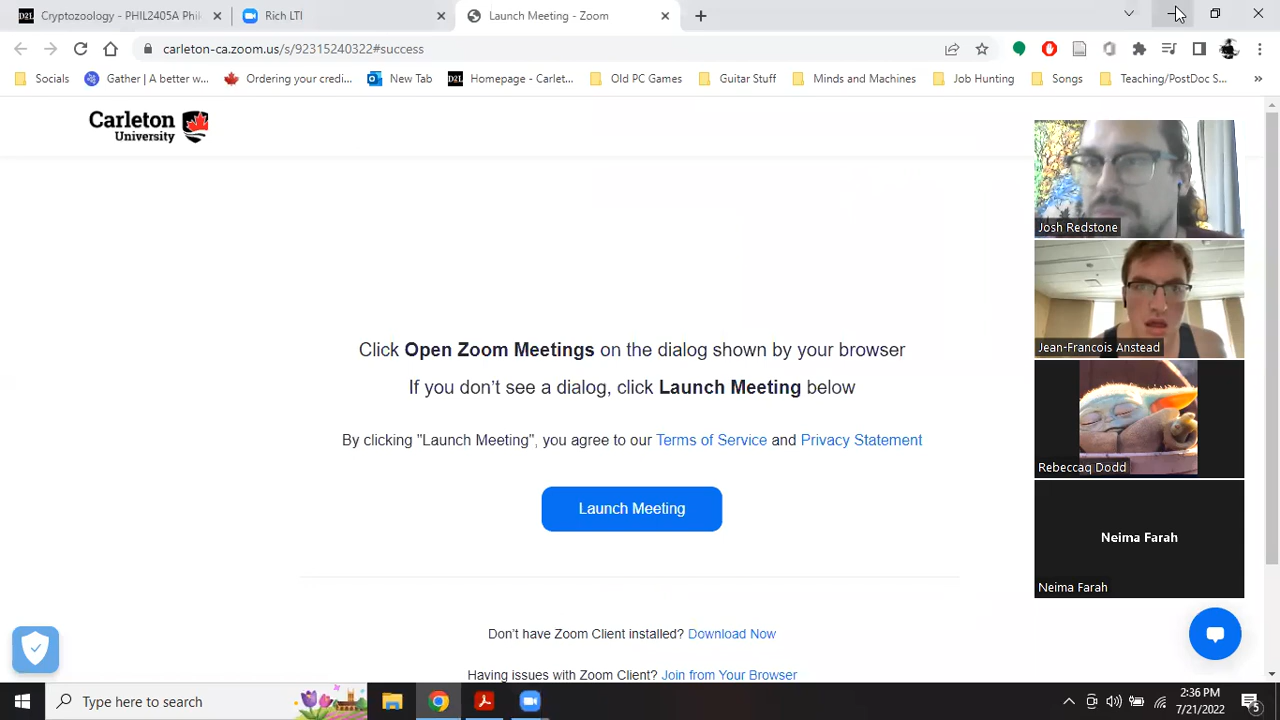 Cryptozoology - PHIL2405A Phil
Rich LTI
Launch Meeting - Zoom
carleton-ca.zoom.us/s/92315240322#success
Socials
Gather | A better w...
Ordering your credi...
New Tab
Homepage - Carlet...
Old PC Games
Guitar Stuff
Minds and Machines
Job Hunting
Songs
Teaching/PostDoc S...
»
Carleton
University
Josh Redstone
Jean-Francois Anstead
Rebeccaq Dodd
Neima Farah
Neima Farah
Click Open Zoom Meetings on the dialog shown by your browser
If you don't see a dialog, click Launch Meeting below
By clicking "Launch Meeting", you agree to our Terms of Service and Privacy Statement
Launch Meeting
Don't have Zoom Client installed? Download Now
Having issues with Zoom Client? Join from Your Browser
Type here to search
2:36 PM
7/21/2022
5